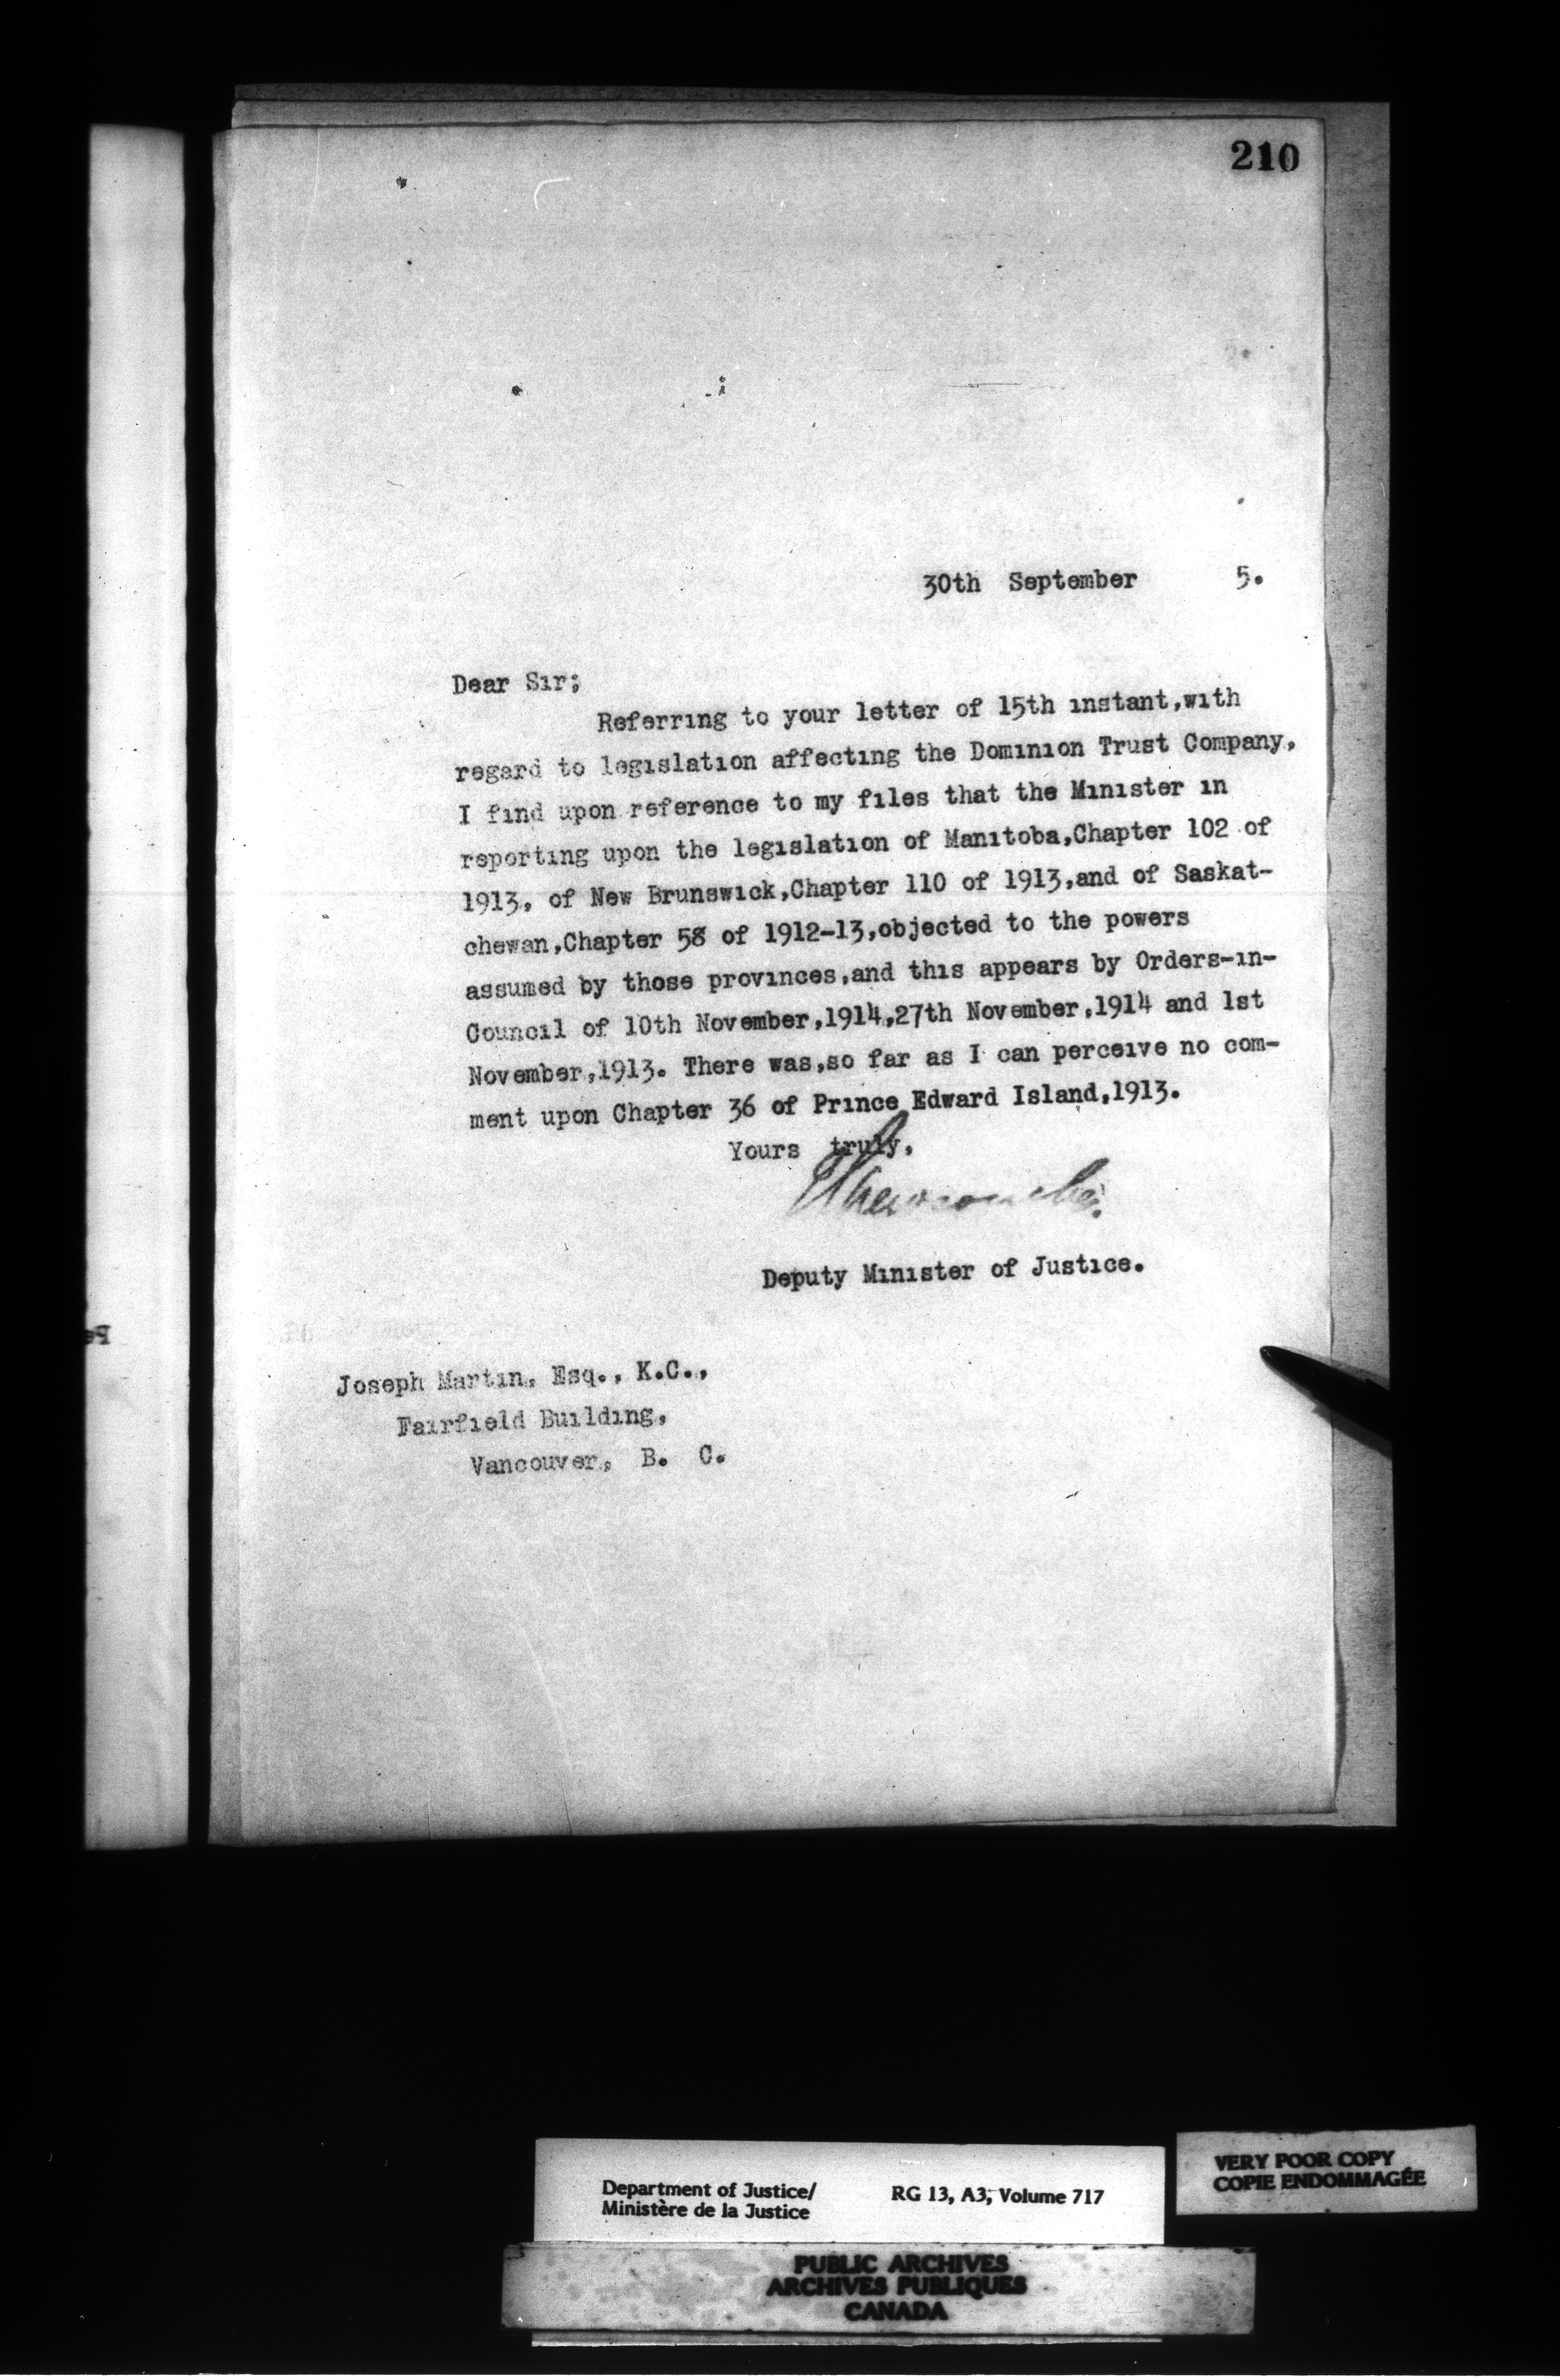 210
30th September 5.
Dear Sir;
Referring to your letter of 15th instant,with
regard to legislation affecting the Dominion Trust Company,
I find upon reference to my files that the Minister in
reporting upon the legislation of Manitoba,Chapter 102 of
1913, of New Brunswick,Chapter 110 of 1913,and of Saskat-
chewan,Chapter 58 of 1912-13,objected to the powers
assumed by those provinces,and this appears by Orders-in-
Council of 10th November,1914,27th November,1914 and 1st
November,1913. There was,so far as I can perceive no com-
ment upon Chapter 36 of Prince Edward Island,1913.
Yours truly,
Newcombe.
Deputy Minister of Justice.
Joseph Martin, Esq., K.C.,
Fairfield Building,
Vancouver, B. C.
VERY POOR COPY
COPIE ENDOMMAGÉE
Department of Justice/ RG 13, A3, Volume 717
Ministère de la Justice
PUBLIC ARCHIVES
ARCHIVES PUBLIQUES
CANADA